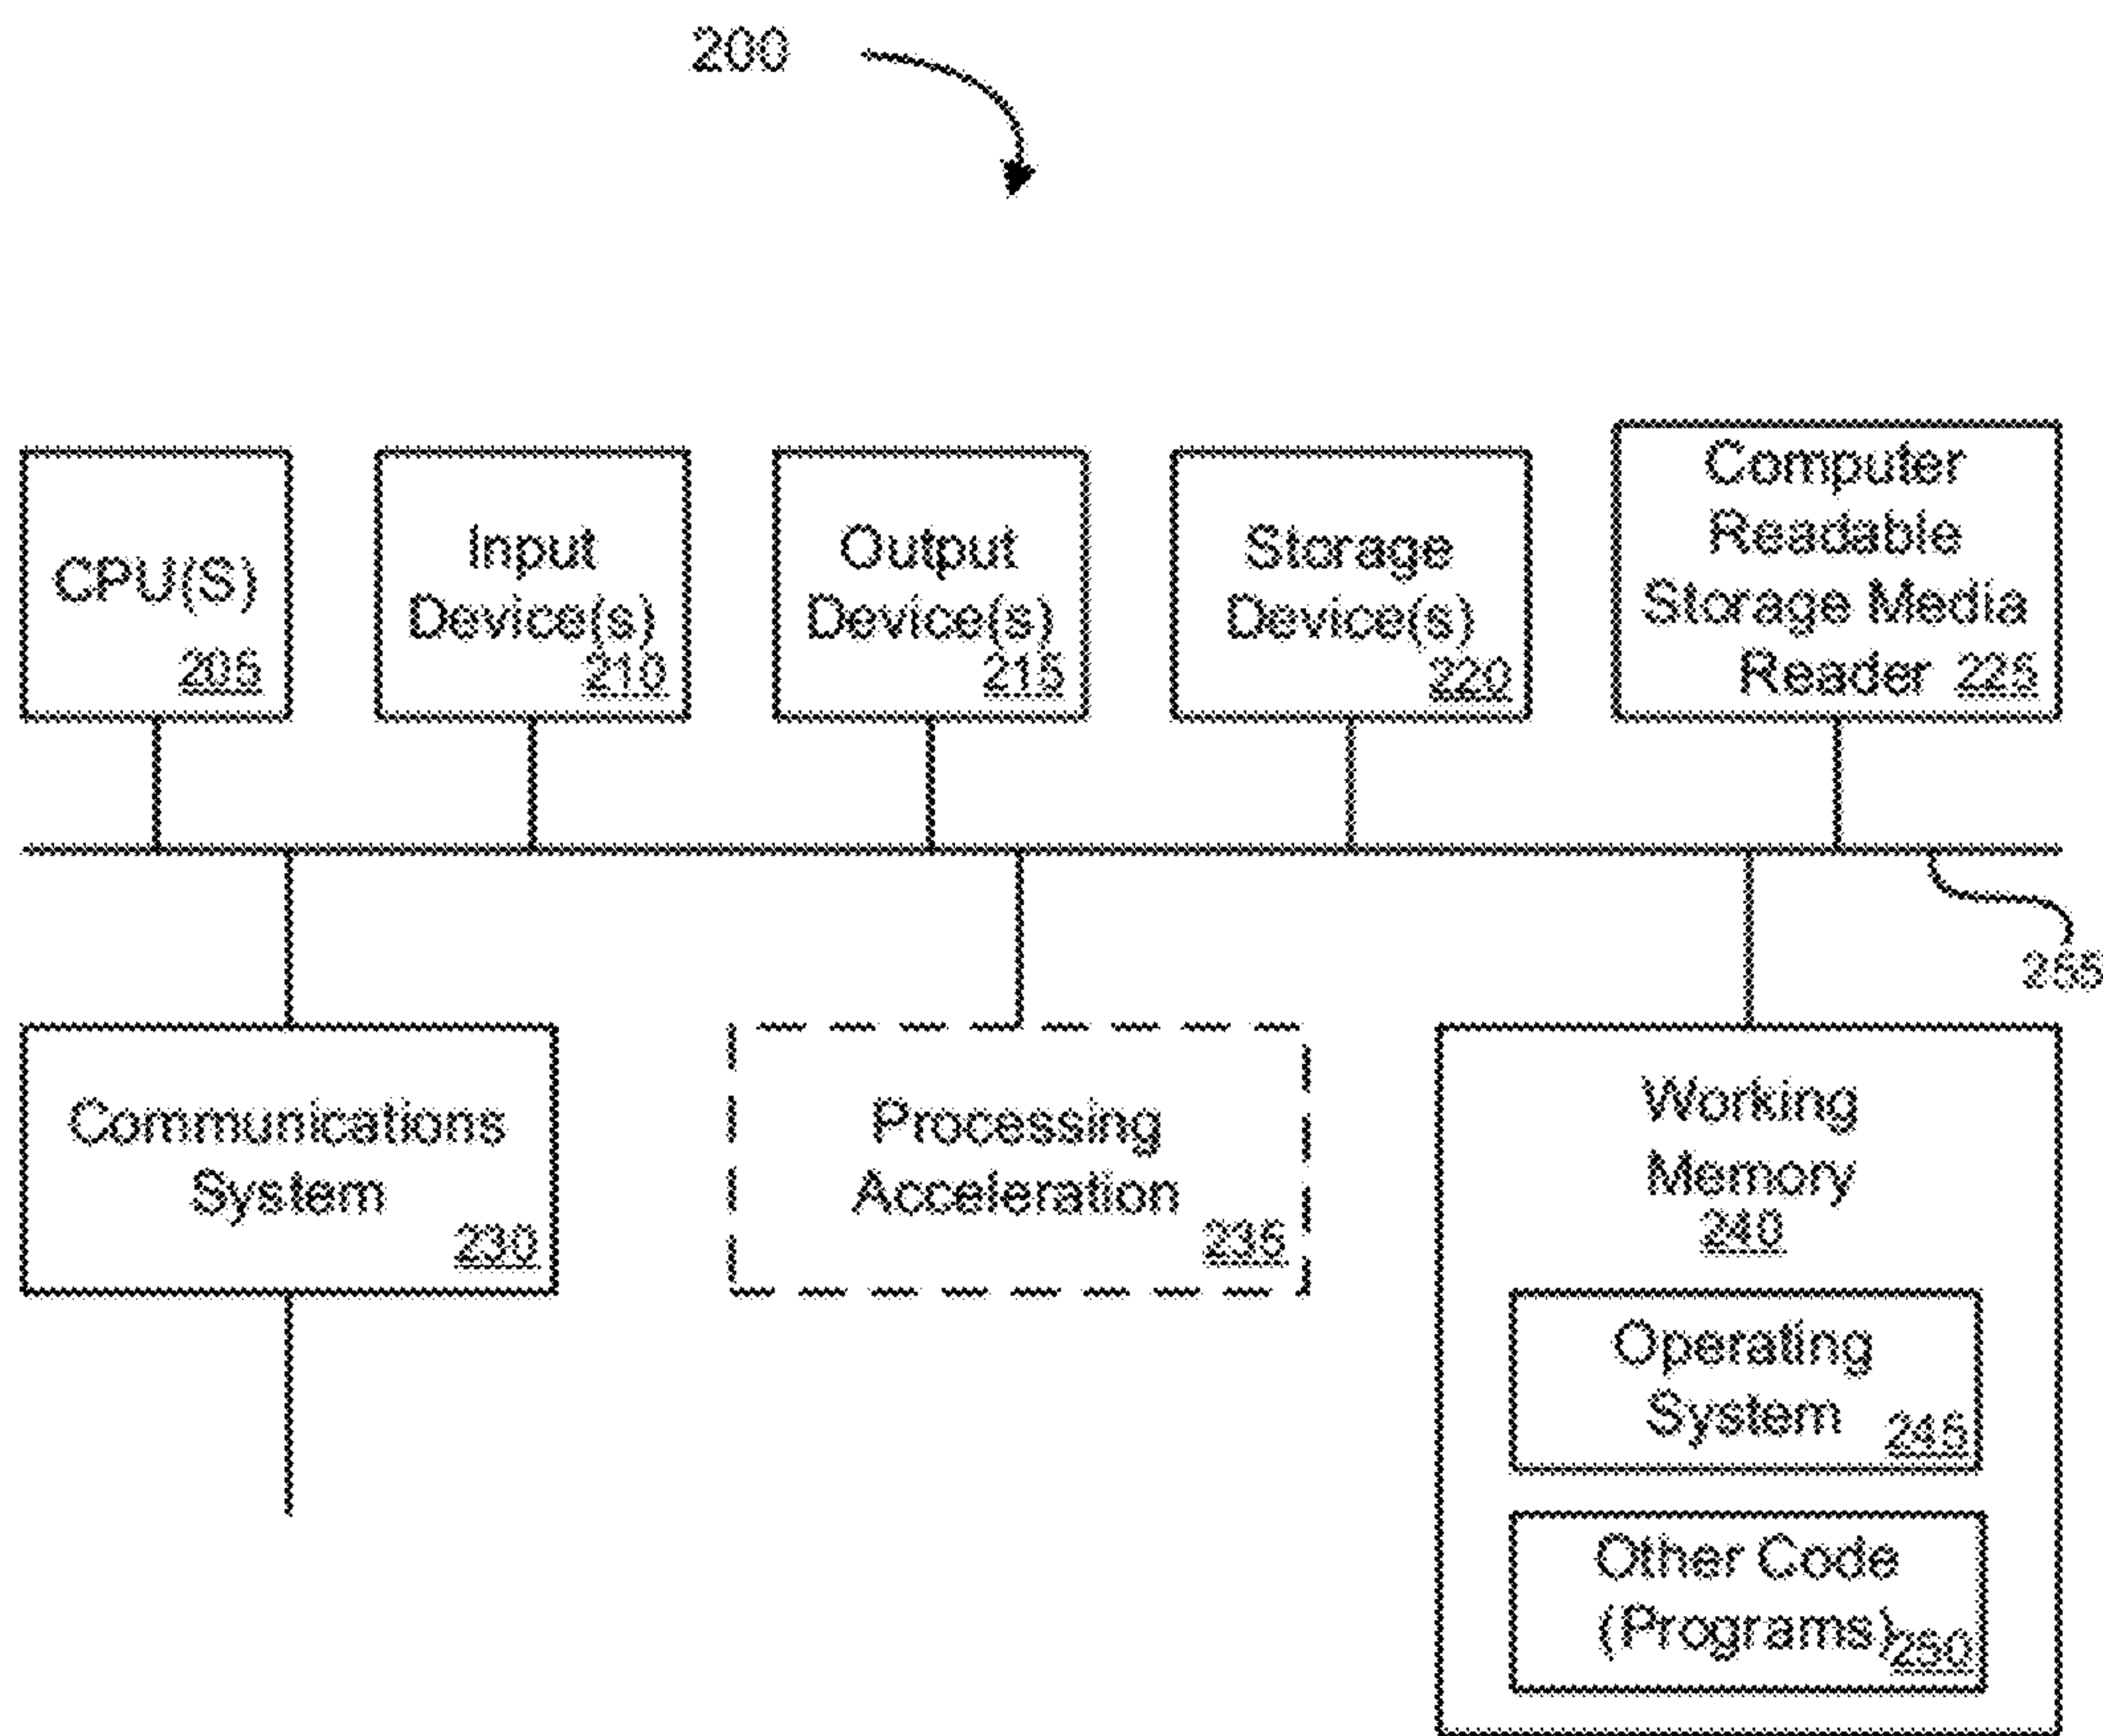 200
CPU(S)
205
Input
Device(s)
210
Output
Device(s)
215
Storage
Device(s)
220
Computer
Readable
Storage Media
Reader 225
255
Communications
System
230
Processing
Acceleration
235
Working
Memory
240
Operating
System
245
Other Code
(Programs)
250